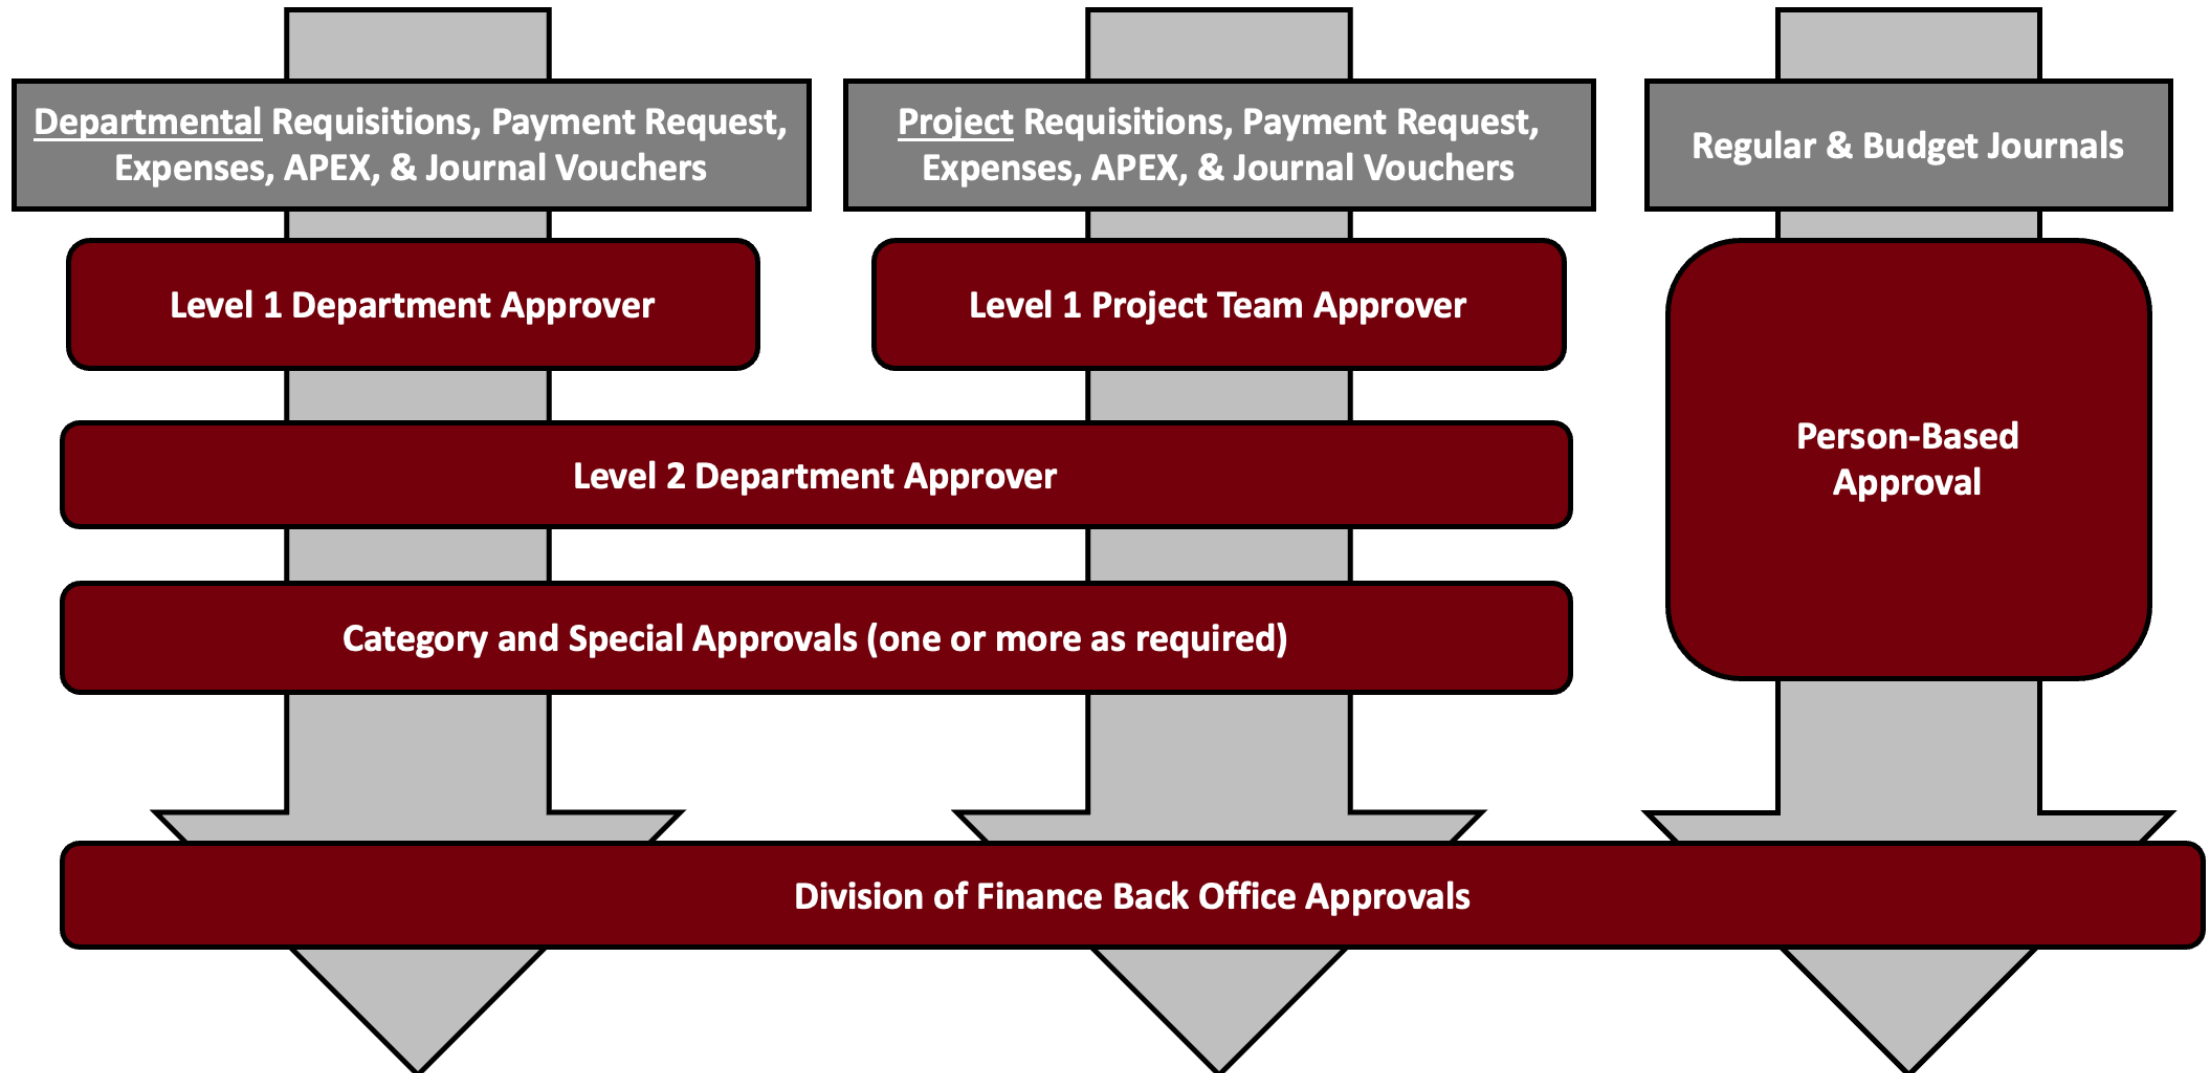 Departmental Requisitions, Payment Request,
Expenses, APEX, & Journal Vouchers
Project Requisitions, Payment Request,
Expenses, APEX, & Journal Vouchers
Regular & Budget Journals
Level 1 Department Approver
Level 1 Project Team Approver
Person-Based
Approval
Level 2 Department Approver
Category and Special Approvals (one or more as required)
Division of Finance Back Office Approvals